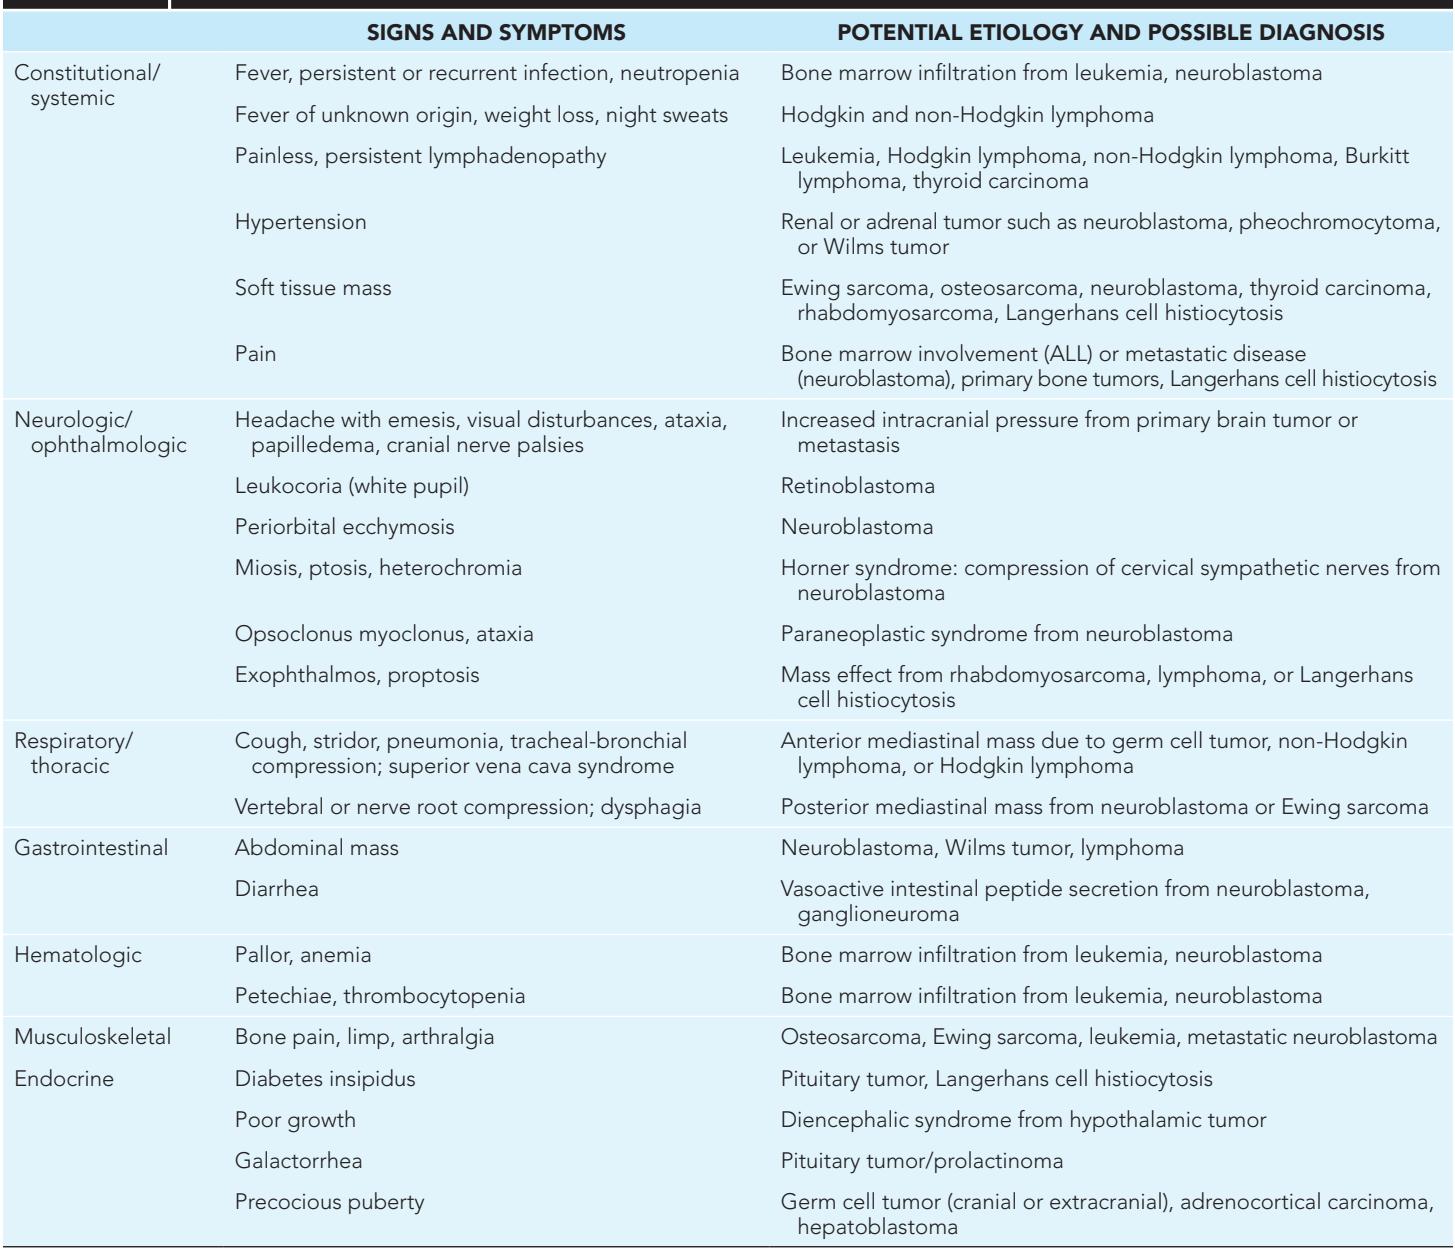 SIGNS AND SYMPTOMS POTENTIAL ETIOLOGY AND POSSIBLE DIAGNOSIS
Constitutional/ Fever, persistent or recurrent infection, neutropenia Bone marrow infiltration from leukemia, neuroblastoma
systemic
Fever of unknown origin, weight loss, night sweats Hodgkin and non-Hodgkin lymphoma
Painless, persistent lymphadenopathy Leukemia, Hodgkin lymphoma, non-Hodgkin lymphoma, Burkitt
lymphoma, thyroid carcinoma
Hypertension Renal or adrenal tumor such as neuroblastoma, pheochromocytoma,
or Wilms tumor
Soft tissue mass Ewing sarcoma, osteosarcoma, neuroblastoma, thyroid carcinoma,
rhabdomyosarcoma, Langerhans cell histiocytosis
Pain Bone marrow involvement (ALL) or metastatic disease
(neuroblastoma), primary bone tumors, Langerhans cell histiocytosis
Neurologic/ Headache with emesis, visual disturbances, ataxia, Increased intracranial pressure from primary brain tumor or
ophthalmologic papilledema, cranial nerve palsies metastasis
Leukocoria (white pupil) Retinoblastoma
Periorbital ecchymosis Neuroblastoma
Miosis, ptosis, heterochromia Horner syndrome: compression of cervical sympathetic nerves from
neuroblastoma
Opsoclonus myoclonus, ataxia Paraneoplastic syndrome from neuroblastoma
Exophthalmos, proptosis Mass effect from rhabdomyosarcoma, lymphoma, or Langerhans
cell histiocytosis
Respiratory/ Cough, stridor, pneumonia, tracheal-bronchial Anterior mediastinal mass due to germ cell tumor, non-Hodgkin
thoracic compression; superior vena cava syndrome lymphoma, or Hodgkin lymphoma
Vertebral or nerve root compression; dysphagia Posterior mediastinal mass from neuroblastoma or Ewing sarcoma
Gastrointestinal Abdominal mass Neuroblastoma, Wilms tumor, lymphoma
Diarrhea Vasoactive intestinal peptide secretion from neuroblastoma,
ganglioneuroma
Hematologic Pallor, anemia Bone marrow infiltration from leukemia, neuroblastoma
Petechiae, thrombocytopenia Bone marrow infiltration from leukemia, neuroblastoma
Musculoskeletal Bone pain, limp, arthralgia Osteosarcoma, Ewing sarcoma, leukemia, metastatic neuroblastoma
Endocrine Diabetes insipidus Pituitary tumor, Langerhans cell histiocytosis
Poor growth Diencephalic syndrome from hypothalamic tumor
Galactorrhea Pituitary tumor/prolactinoma
Precocious puberty Germ cell tumor (cranial or extracranial), adrenocortical carcinoma,
hepatoblastoma